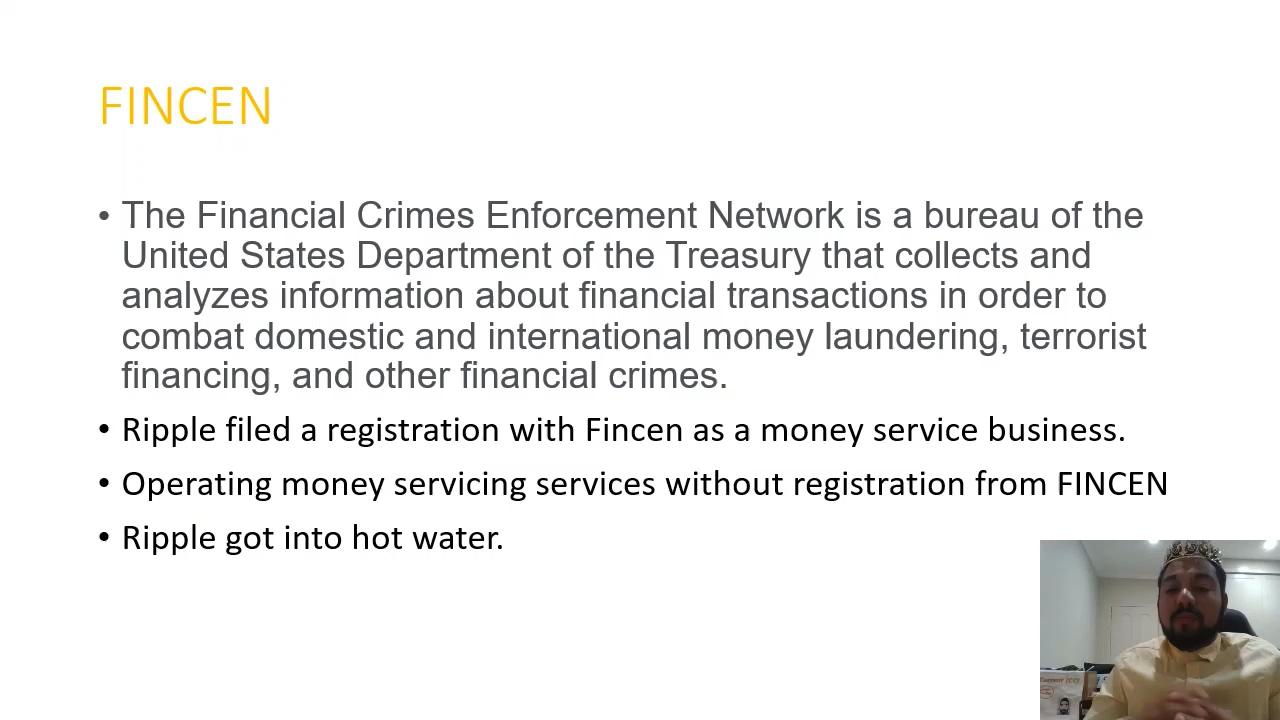 FINCEN
• The Financial Crimes Enforcement Network is a bureau of the
United States Department of the Treasury that collects and
analyzes information about financial transactions in order to
combat domestic and international money laundering, terrorist
financing, and other financial crimes.
• Ripple filed a registration with Fincen as a money service business.
• Operating money servicing services without registration from FINCEN
• Ripple got into hot water.